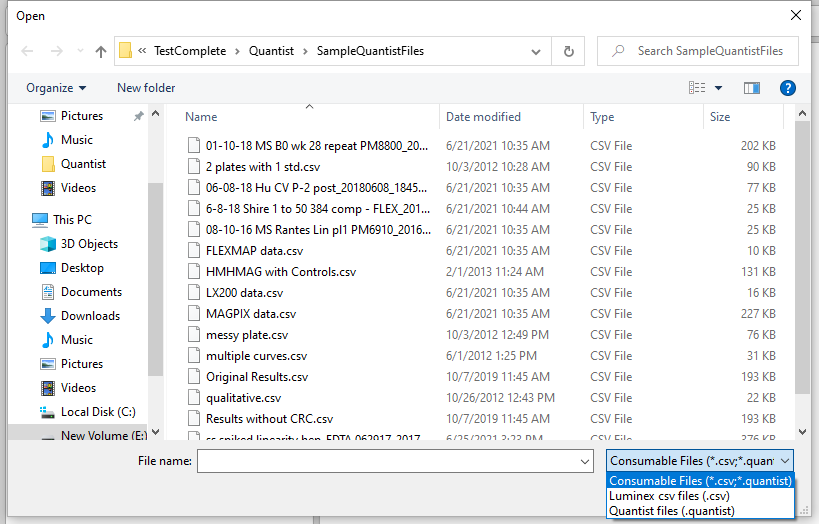 Open
« TestComplete > Quantist > SampleQuantistFiles
Search SampleQuantistFiles
Organize
New folder
Pictures
Music
Quantist
Videos
This PC
3D Objects
Desktop
Documents
Downloads
Music
Pictures
Videos
Local Disk (C:)
New Volume (E:)
Name Date modified Type Size
01-10-18 MS B0 wk 28 repeat PM8800_20... 6/21/2021 10:35 AM CSV File 202 KB
2 plates with 1 std.csv 10/3/2012 10:28 AM CSV File 90 KB
06-08-18 Hu CV P-2 post_20180608_1845... 6/21/2021 10:35 AM CSV File 77 KB
6-8-18 Shire 1 to 50 384 comp - FLEX_201... 6/21/2021 10:44 AM CSV File 25 KB
08-10-16 MS Rantes Lin pl1 PM6910_2016... 6/21/2021 10:35 AM CSV File 25 KB
FLEXMAP data.csv 6/21/2021 10:35 AM CSV File 10 KB
HMHMAG with Controls.csv 2/1/2013 11:24 AM CSV File 131 KB
LX200 data.csv 6/21/2021 10:35 AM CSV File 16 KB
MAGPIX data.csv 6/21/2021 10:35 AM CSV File 227 KB
messy plate.csv 10/3/2012 12:49 PM CSV File 76 KB
multiple curves.csv 6/1/2012 1:25 PM CSV File 31 KB
Original Results.csv 10/7/2019 11:45 AM CSV File 193 KB
qualitative.csv 10/26/2012 12:43 PM CSV File 22 KB
Results without CRC.csv 10/7/2019 11:45 AM CSV File 193 KB
ss spiked linearity hep-EDTA 062917_2017... 6/25/2021 3:23 PM CSV File 376 KB
File name:
Consumable Files (*.csv;*.quant
Consumable Files (*.csv;*.quantist)
Luminex csv files (.csv)
Quantist files (.quantist)